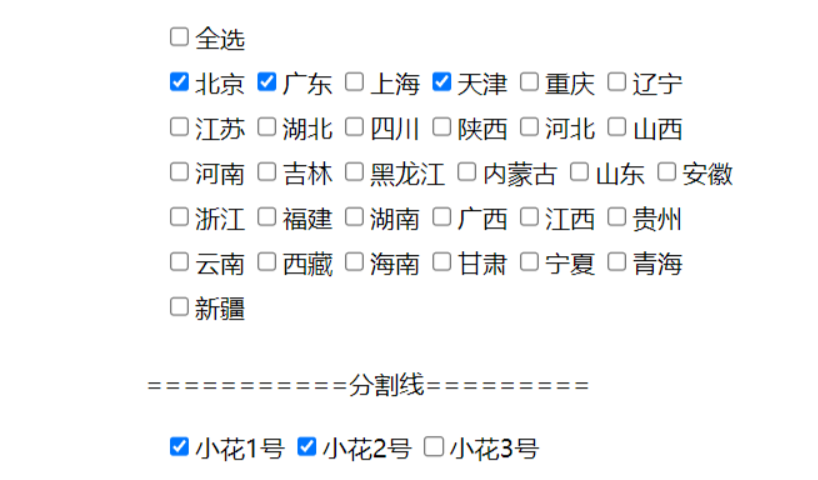 全选
北京 广东 上海 天津 重庆 辽宁
江苏 湖北 四川 陕西 河北 山西
河南 吉林 黑龙江 内蒙古 山东 安徽
浙江 福建 湖南 广西 江西 贵州
云南 西藏 海南 甘肃 宁夏 青海
新疆
===========分割线=========
小花1号 小花2号 小花3号